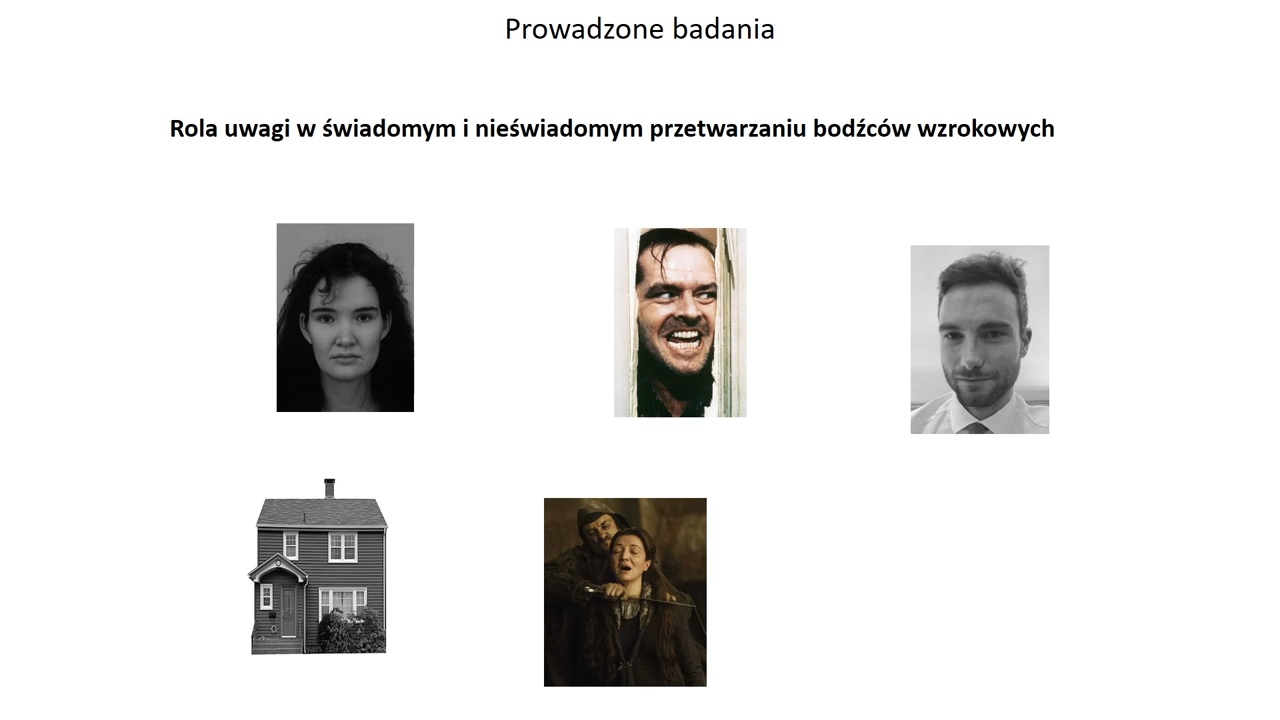 Prowadzone badania
Rola uwagi w świadomym i nieświadomym przetwarzaniu bodźców wzrokowych